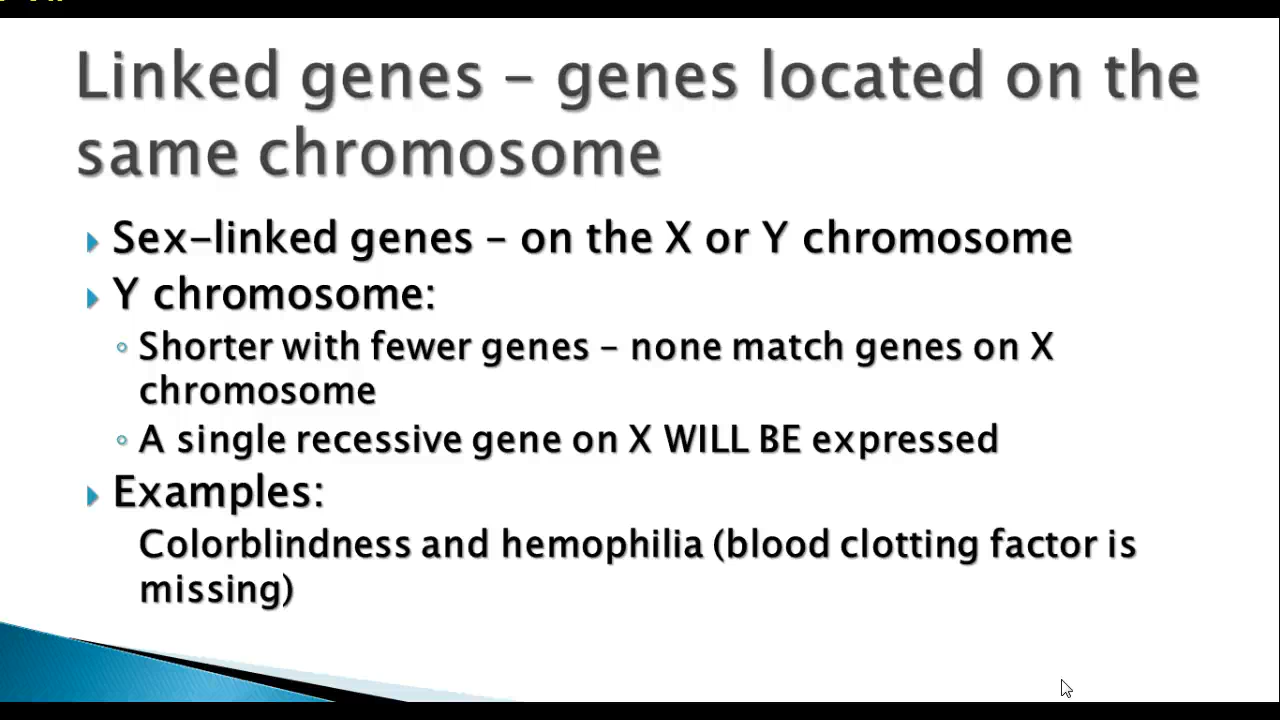 Linked genes – genes located on the
same chromosome
Sex-linked genes – on the X or Y chromosome
Y chromosome:
Shorter with fewer genes – none match genes on X
chromosome
A single recessive gene on X WILL BE expressed
Examples:
Colorblindness and hemophilia (blood clotting factor is
missing)